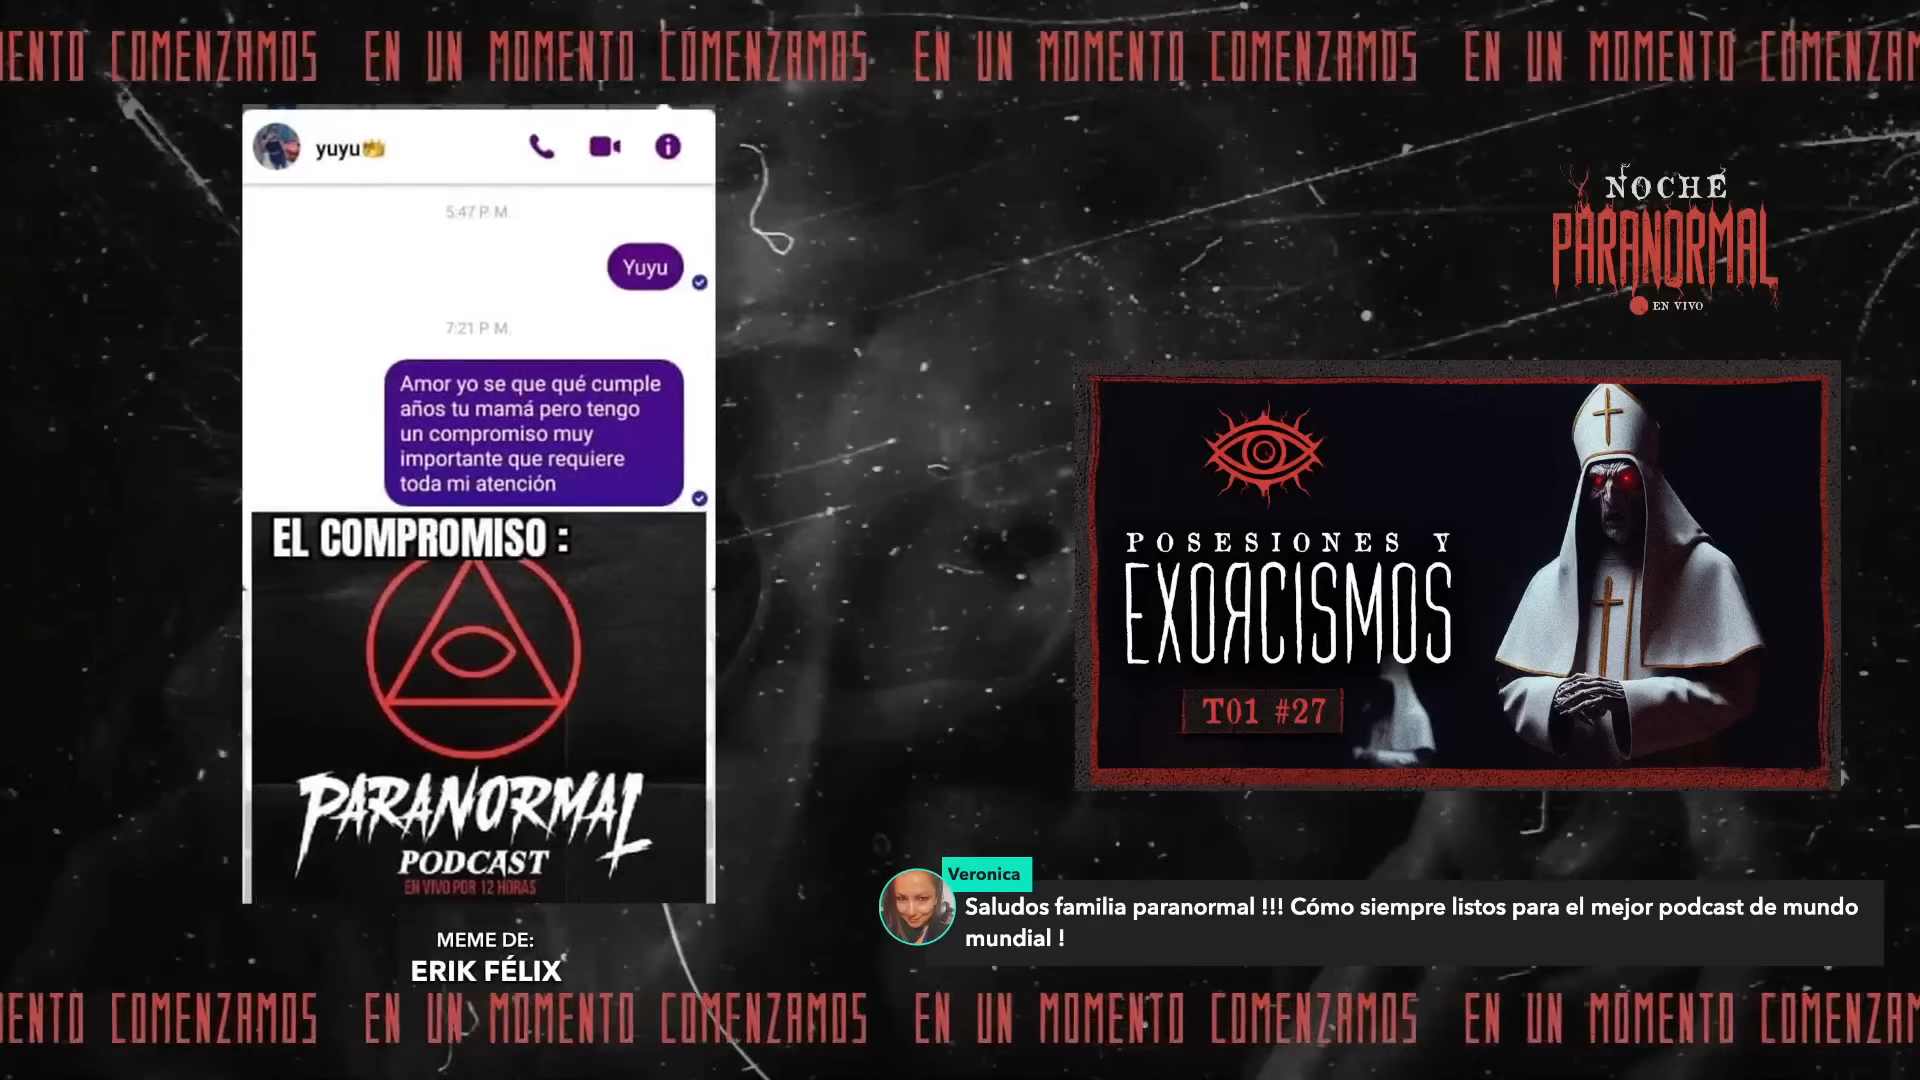 MENTO COMENZAMOS EN UN MOMENTO COMENZAMOS EN UN MOMENTO COMENZAMOS EN UN MOMENTO COMENZAM
yuyu
5:47 P. M.
Yuyu
7:21 P. M.
Amor yo se que qué cumple
años tu mamá pero tengo
un compromiso muy
importante que requiere
toda mi atención
EL COMPROMISO :
PARANORMAL
PODCAST
EN VIVO POR 12 HORAS
MEME DE:
ERIK FÉLIX
NOCHE
PARANORMAL
EN VIVO
POSESIONES Y
EXORCISMOS
T01 #27
Veronica
Saludos familia paranormal !!! Cómo siempre listos para el mejor podcast de mundo
mundial !
MENTO COMENZAMOS EN UN MOMENTO COMENZAMOS EN UN MOMENTO COMENZAMOS EN UN MOMENTO COMENZAM